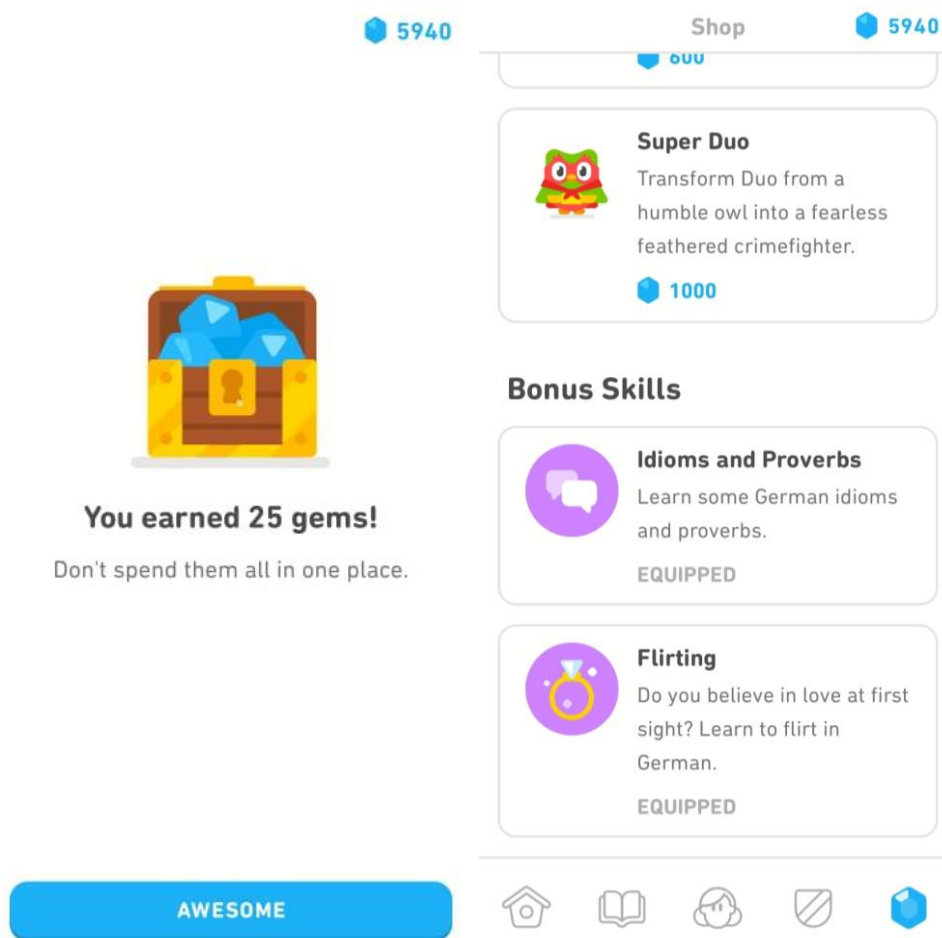 5940
You earned 25 gems!
Don't spend them all in one place.
AWESOME
Shop
5940
600
Super Duo
Transform Duo from a
humble owl into a fearless
feathered crimefighter.
1000
Bonus Skills
Idioms and Proverbs
Learn some German idioms
and proverbs.
EQUIPPED
Flirting
Do you believe in love at first
sight? Learn to flirt in
German.
EQUIPPED